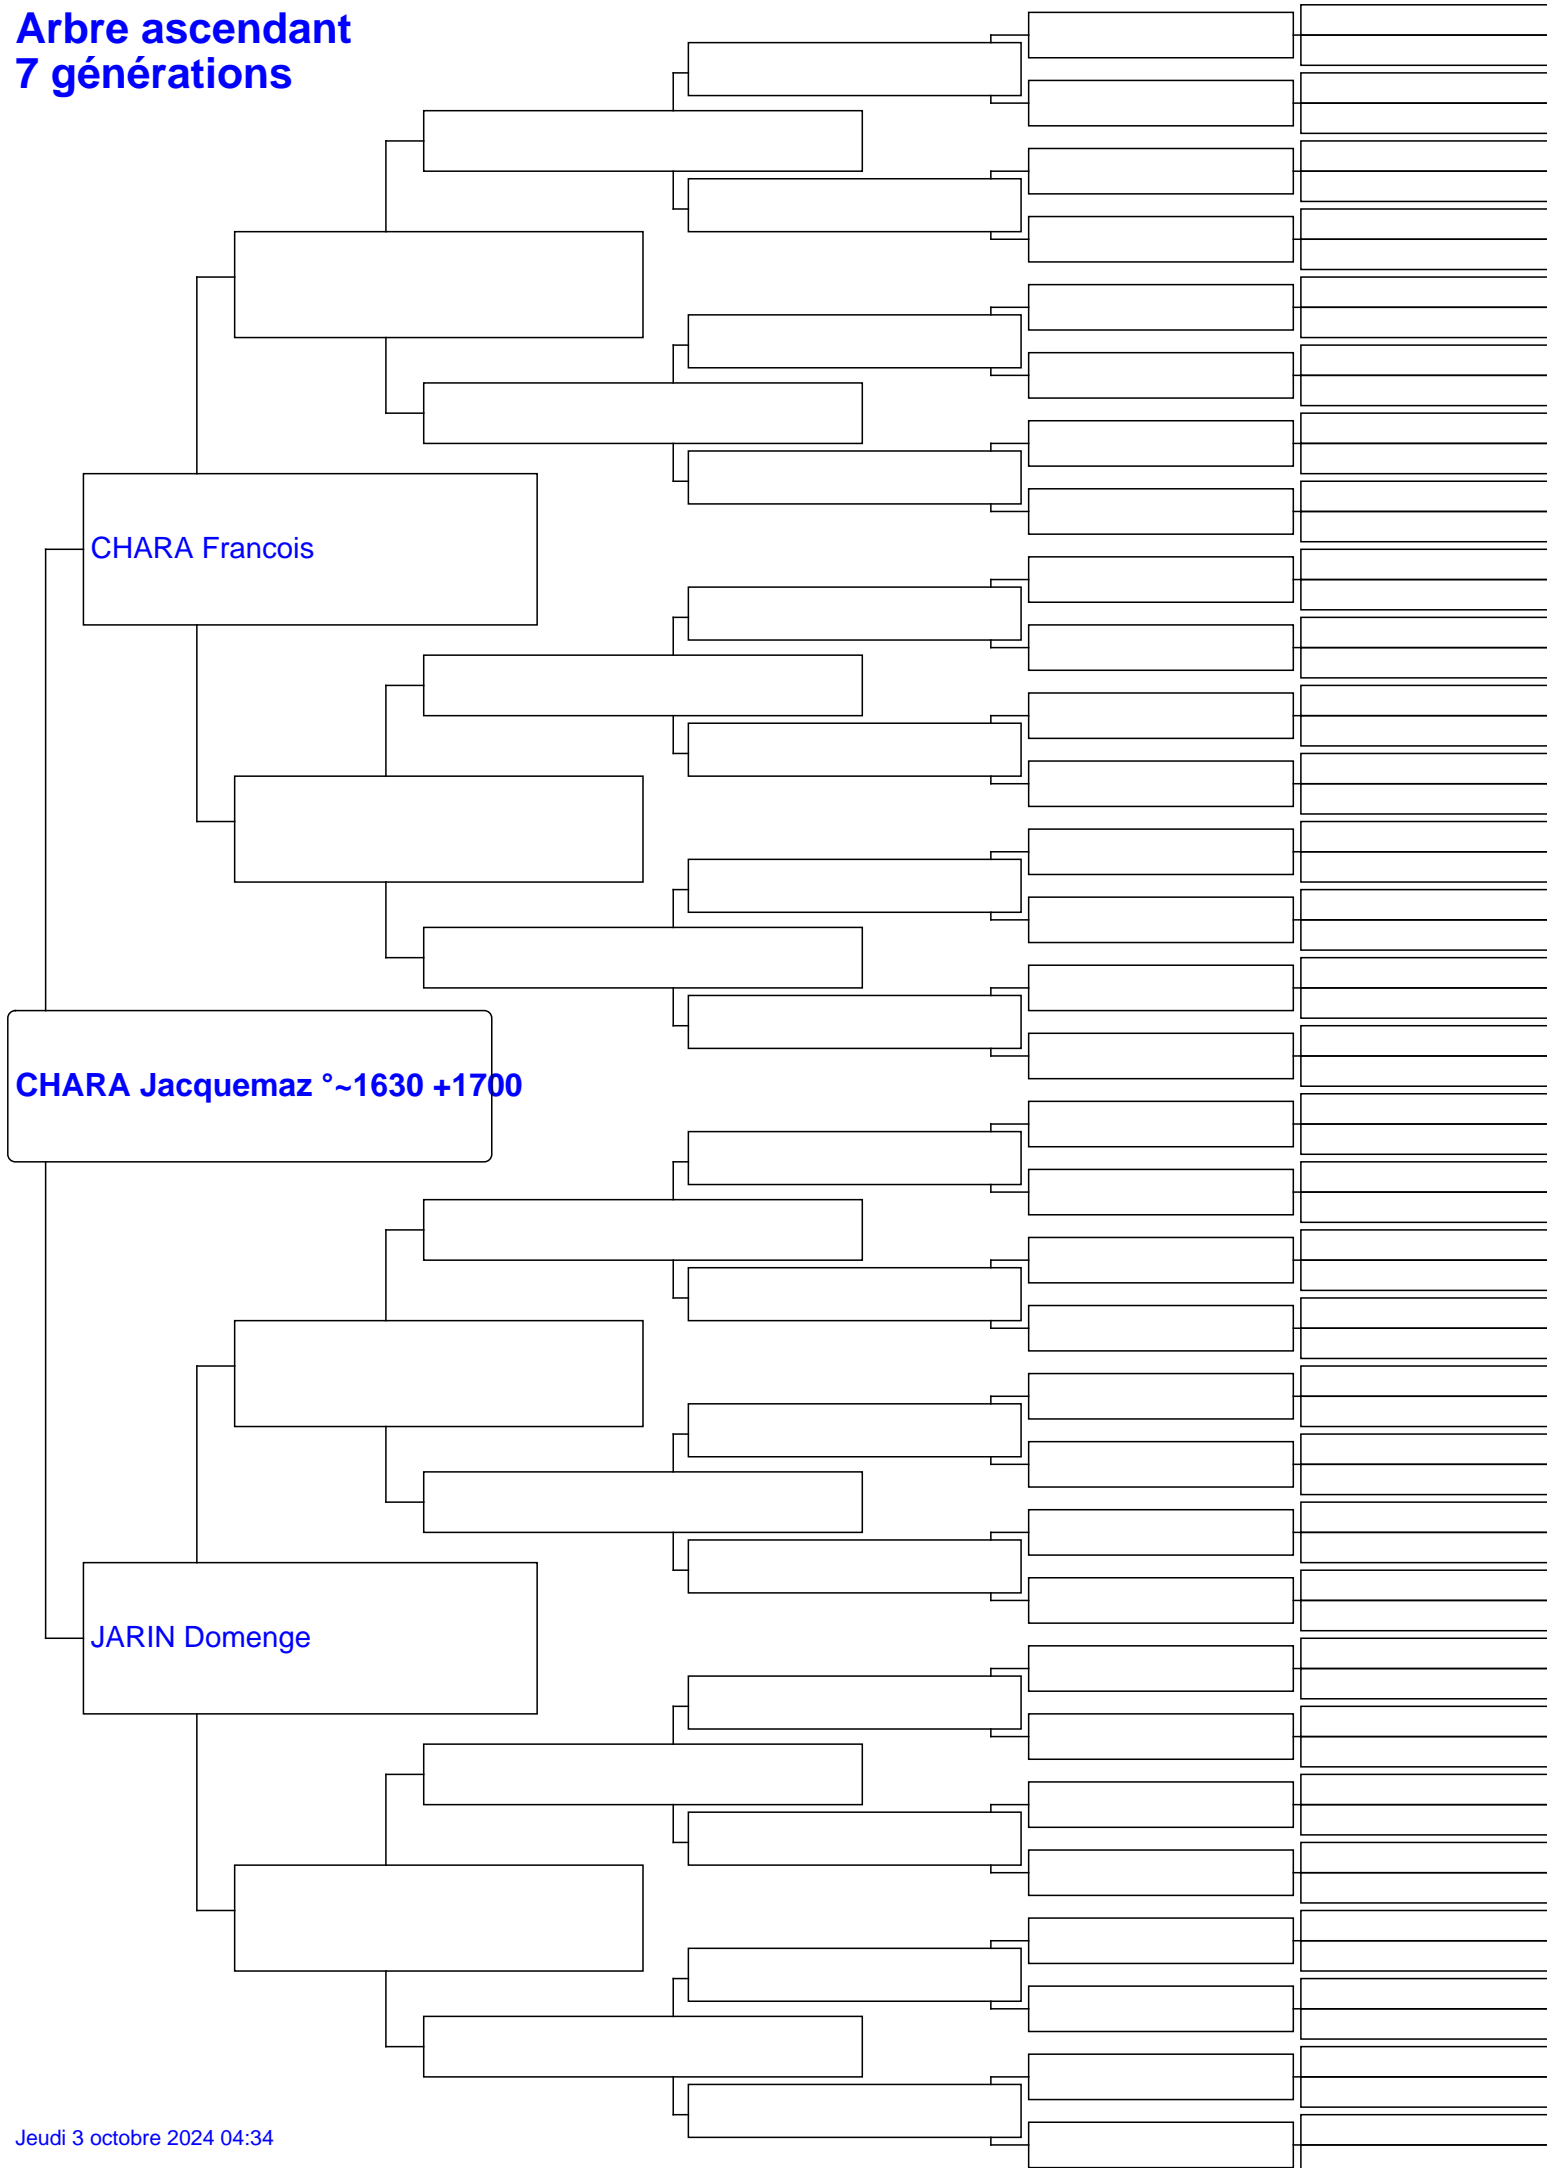 Arbre ascendant
7 générations
CHARA Francois
CHARA Jacquemaz °~1630 +1700
JARIN Domenge
Jeudi 3 octobre 2024 04:34